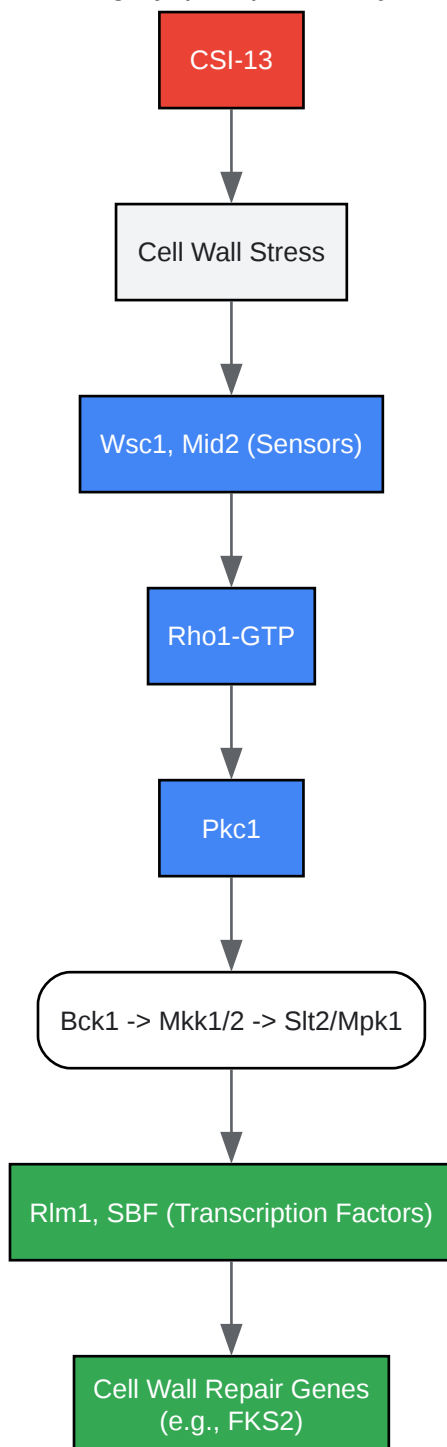 CSI-13
Cell Wall Stress
Wsc1, Mid2 (Sensors)
Rho1-GTP
Pkc1
Bck1 -> Mkk1/2 -> Slt2/Mpk1
Rlm1, SBF (Transcription Factors)
Cell Wall Repair Genes
(e.g., FKS2)